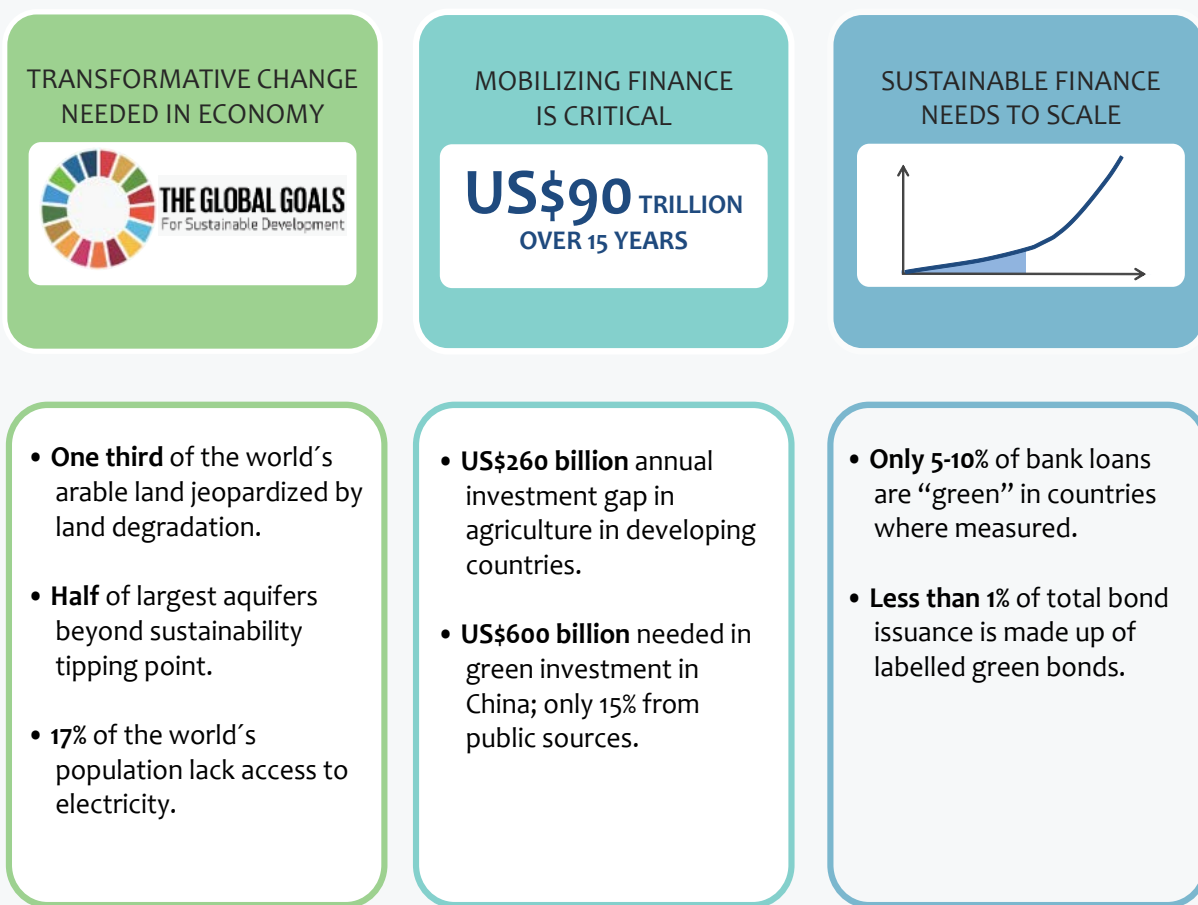 TRANSFORMATIVE CHANGE
NEEDED IN ECONOMY
THE GLOBAL GOALS
For Sustainable Development
MOBILIZING FINANCE
IS CRITICAL
US$90 TRILLION
OVER 15 YEARS
SUSTAINABLE FINANCE
NEEDS TO SCALE
• One third of the world´s
arable land jeopardized by
land degradation.
• Half of largest aquifers
beyond sustainability
tipping point.
• 17% of the world´s
population lack access to
electricity.
• US$260 billion annual
investment gap in
agriculture in developing
countries.
• US$600 billion needed in
green investment in
China; only 15% from
public sources.
• Only 5-10% of bank loans
are “green” in countries
where measured.
• Less than 1% of total bond
issuance is made up of
labelled green bonds.